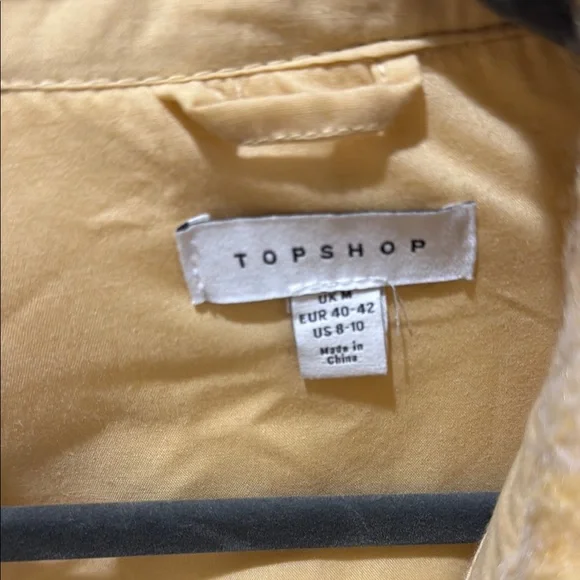 TOPSHOP
UK M
EUR 40-42
US 8-10
Made in
China